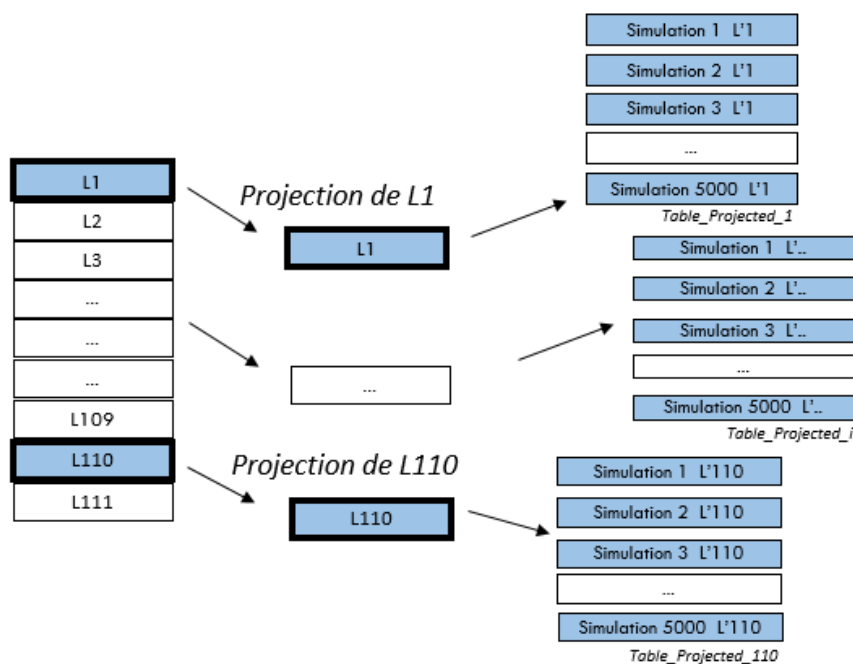 L1
L2
L3
...
...
...
L109
L110
L111
Projection de L1
L1
...
Projection de L110
L110
Simulation 1 L'1
Simulation 2 L'1
Simulation 3 L'1
...
Simulation 5000 L'1
Table_Projected_1
Simulation 1 L'..
Simulation 2 L'..
Simulation 3 L'..
...
Simulation 5000 L'..
Table_Projected_i
Simulation 1 L'110
Simulation 2 L'110
Simulation 3 L'110
...
Simulation 5000 L'110
Table_Projected_110